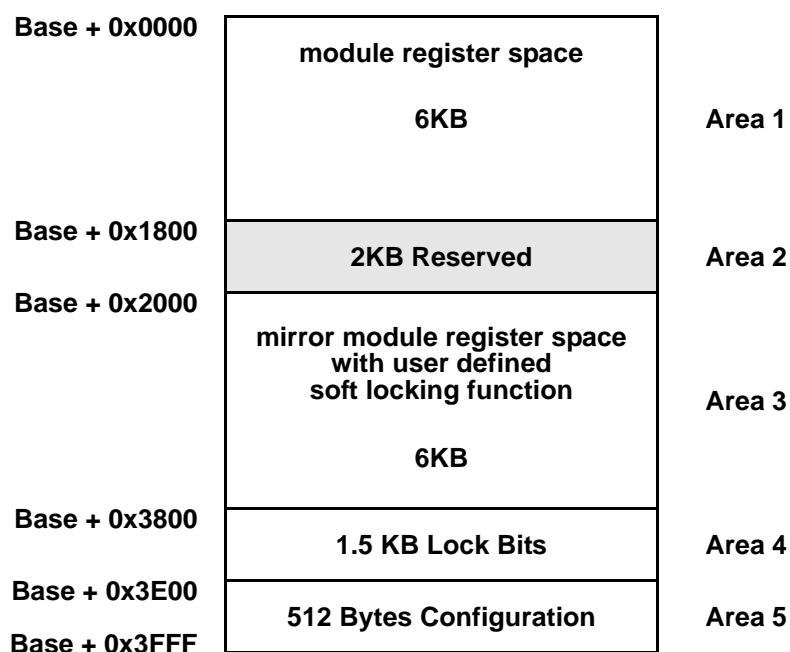 Base + 0x0000
module register space
6KB
Area 1
Base + 0x1800
2KB Reserved
Area 2
Base + 0x2000
mirror module register space
with user defined
soft locking function
Area 3
6KB
Base + 0x3800
1.5 KB Lock Bits
Area 4
Base + 0x3E00
512 Bytes Configuration
Area 5
Base + 0x3FFF